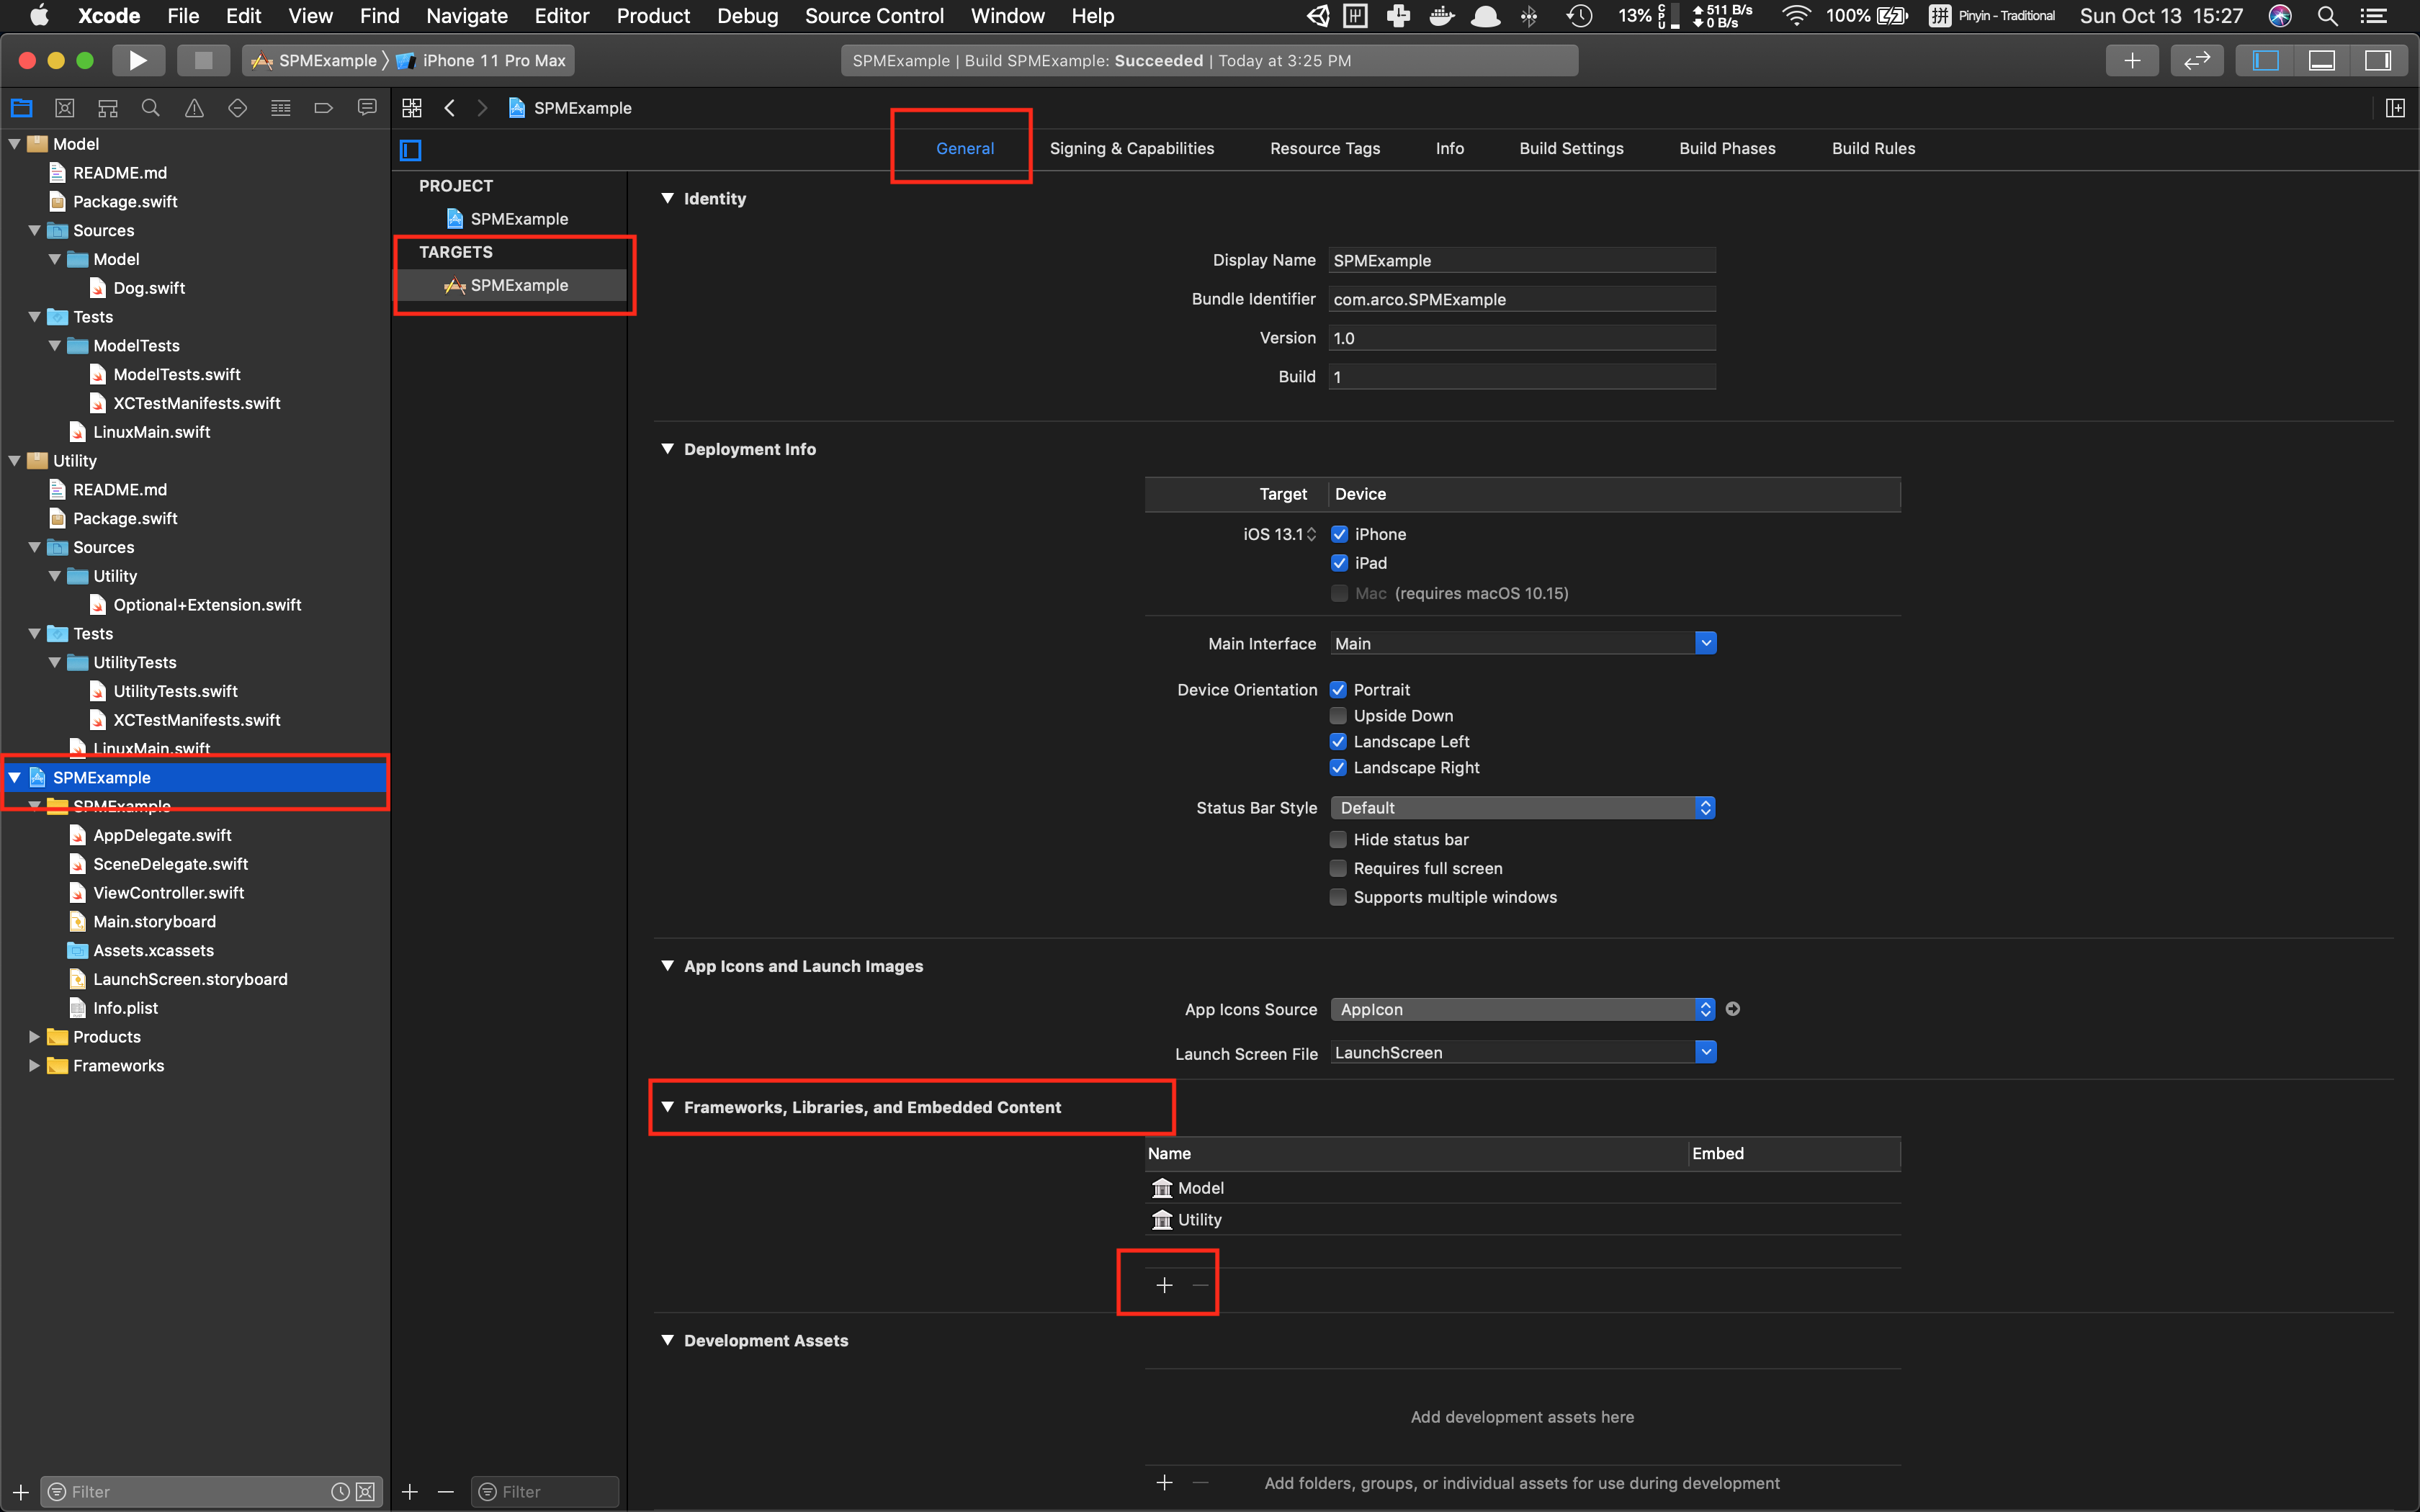 Xcode File Edit View Find Navigate Editor Product Debug Source Control Window Help 13% CPU 511 B/s 0 B/s 100% 拼 Pinyin - Traditional Sun Oct 13 15:27
SPMExample iPhone 11 Pro Max SPMExample | Build SPMExample: Succeeded | Today at 3:25 PM
SPMExample
General Signing & Capabilities Resource Tags Info Build Settings Build Phases Build Rules
Model
README.md
Package.swift
Sources
Model
Dog.swift
Tests
ModelTests
ModelTests.swift
XCTestManifests.swift
LinuxMain.swift
Utility
README.md
Package.swift
Sources
Utility
Optional+Extension.swift
Tests
UtilityTests
UtilityTests.swift
XCTestManifests.swift
LinuxMain.swift
SPMExample
SPMExample
AppDelegate.swift
SceneDelegate.swift
ViewController.swift
Main.storyboard
Assets.xcassets
LaunchScreen.storyboard
Info.plist
Products
Frameworks
Filter
PROJECT
SPMExample
TARGETS
SPMExample
Filter
Identity
Display Name SPMExample
Bundle Identifier com.arco.SPMExample
Version 1.0
Build 1
Deployment Info
Target Device
iOS 13.1 iPhone
iPad
Mac (requires macOS 10.15)
Main Interface Main
Device Orientation Portrait
Upside Down
Landscape Left
Landscape Right
Status Bar Style Default
Hide status bar
Requires full screen
Supports multiple windows
App Icons and Launch Images
App Icons Source AppIcon
Launch Screen File LaunchScreen
Frameworks, Libraries, and Embedded Content
Name Embed
Model
Utility
Development Assets
Add development assets here
Add folders, groups, or individual assets for use during development